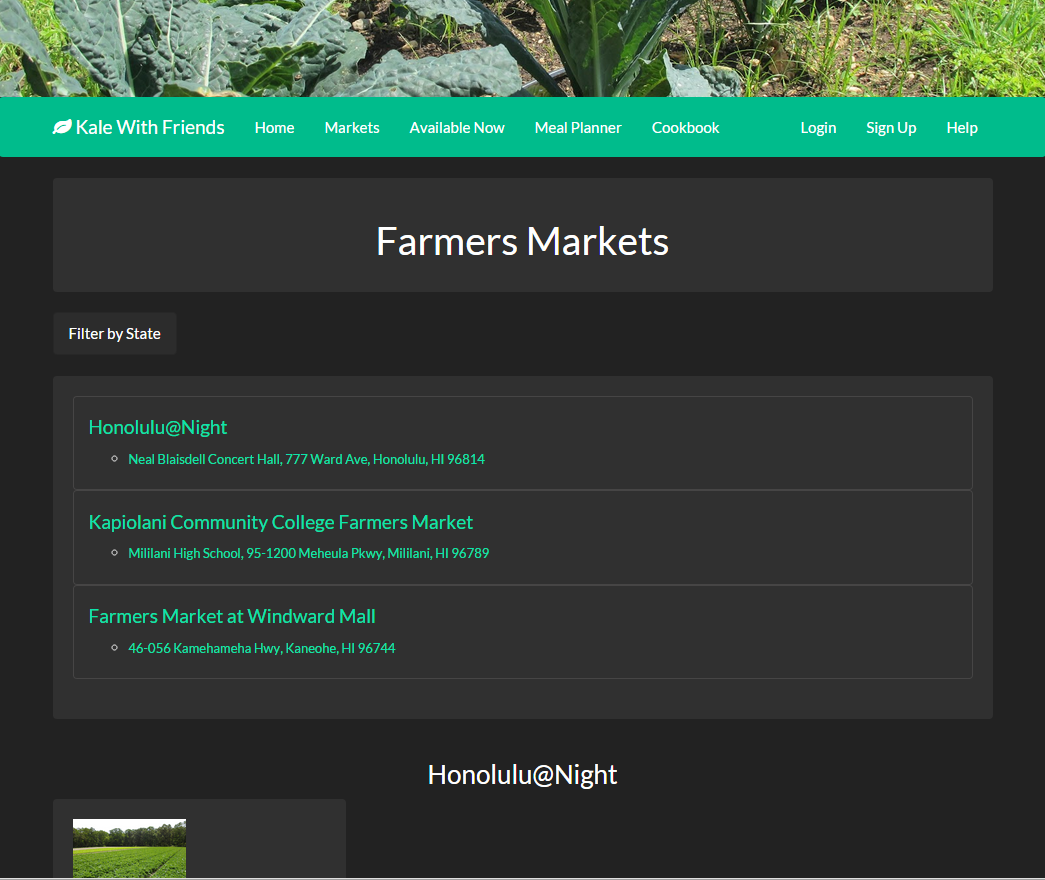 Kale With Friends Home Markets Available Now Meal Planner Cookbook Login Sign Up Help
Farmers Markets
Filter by State
Honolulu@Night
Neal Blaisdell Concert Hall, 777 Ward Ave, Honolulu, HI 96814
Kapiolani Community College Farmers Market
Mililani High School, 95-1200 Meheula Pkwy, Mililani, HI 96789
Farmers Market at Windward Mall
46-056 Kamehameha Hwy, Kaneohe, HI 96744
Honolulu@Night